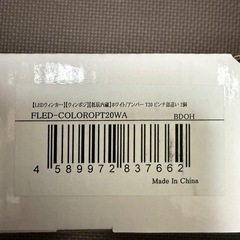 【LEDウィンカー】【ウィンポジ】【抵抗内蔵】ホワイト/アンバー T20 ピンチ部違い 2個
FLED-COLOROPT20WA
BDOH
4 589972 837662
Made In China